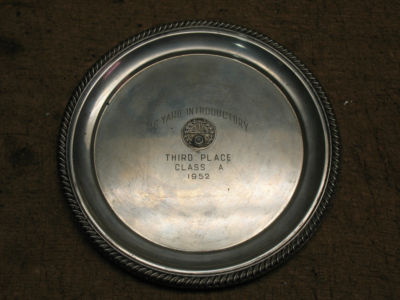 YARD INTRODUCTORY
THIRD PLACE
CLASS A
1952